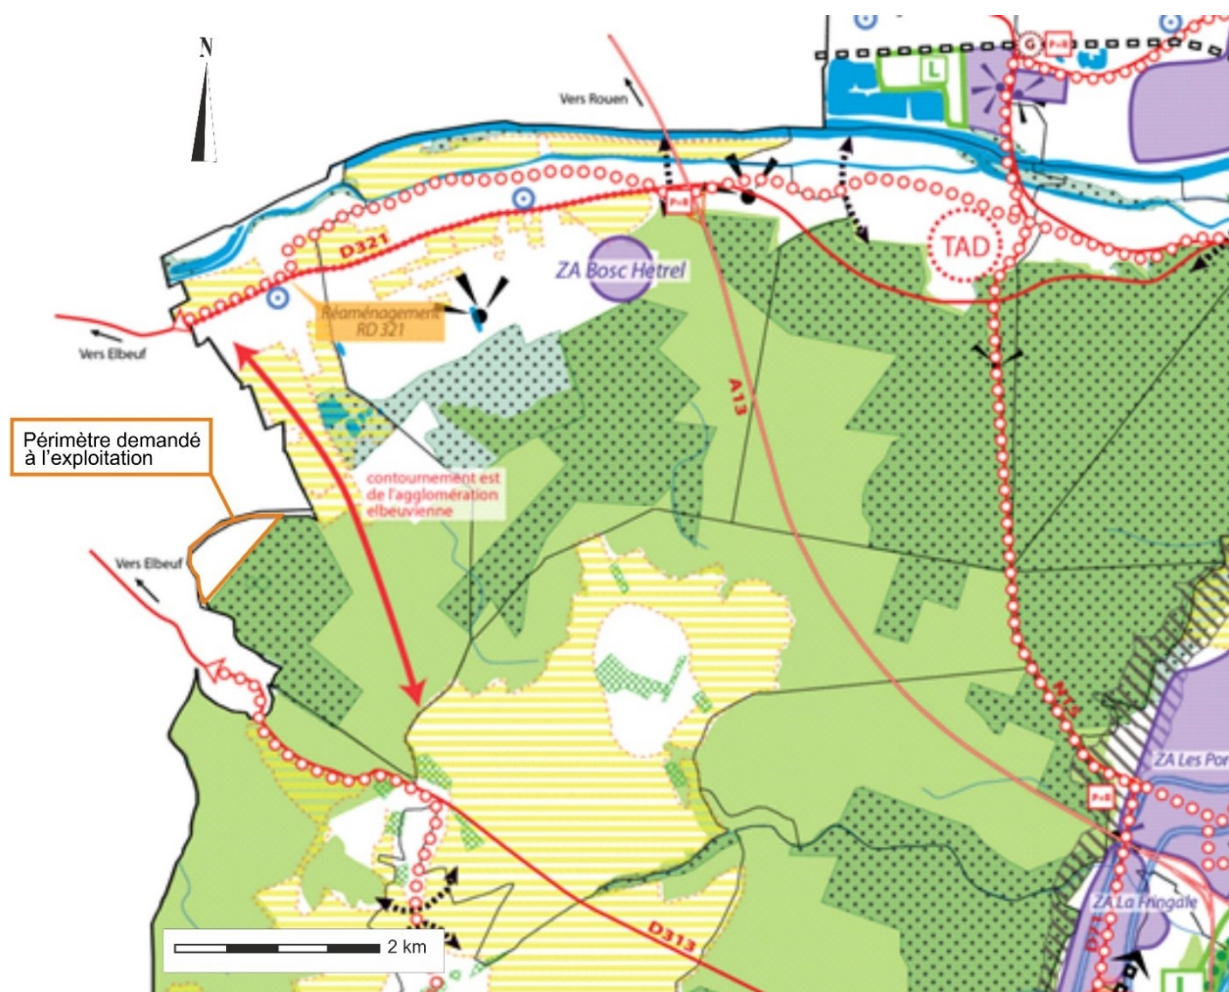 N
Vers Rouen
L
G
P+R
P+R
TAD
D321
ZA Bosc Hetrel
Réaménagement
RD 321
Vers Elbeuf
A13
Périmètre demandé
à l'exploitation
contournement est
de l'agglomération
elbeuvienne
Vers Elbeuf
N15
ZA Les Por
P+R
ZA La Fringale
D313
D71
2 km
L